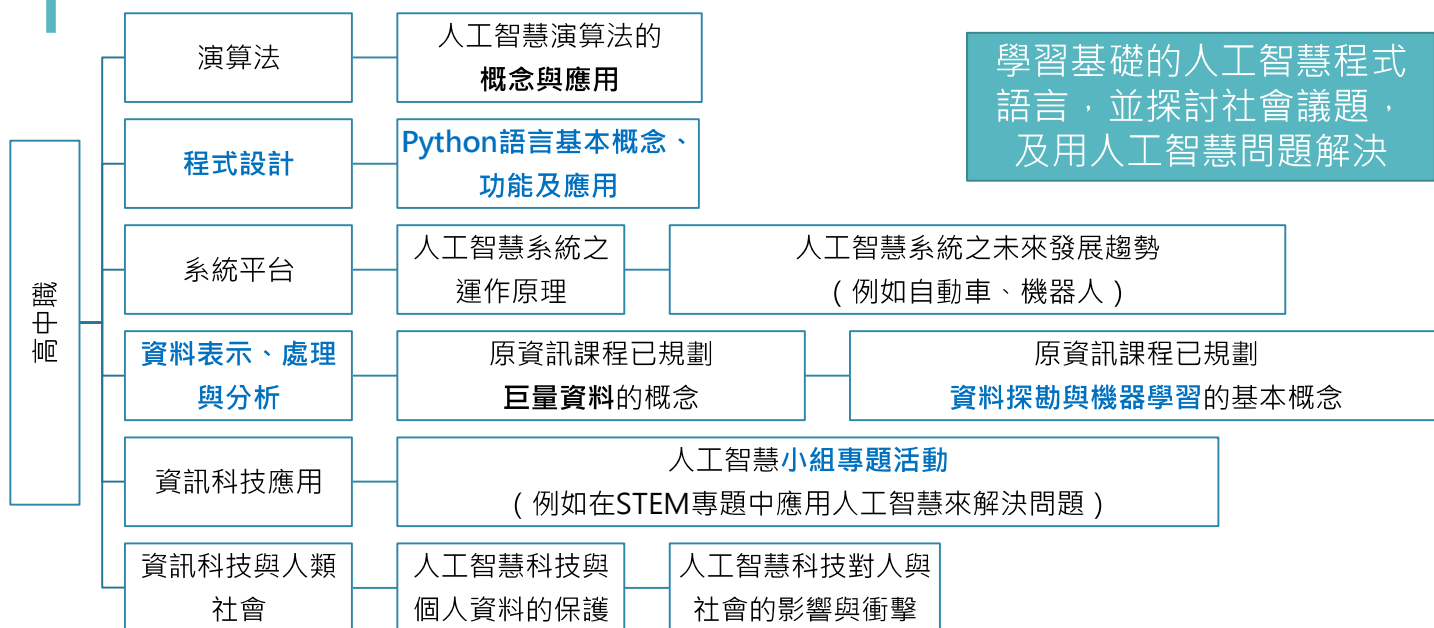 學習基礎的人工智慧程式
語言，並探討社會議題，
及用人工智慧問題解決
高中職
演算法
人工智慧演算法的
概念與應用
程式設計
Python語言基本概念、
功能及應用
系統平台
人工智慧系統之
運作原理
人工智慧系統之未來發展趨勢
（例如自動車、機器人）
資料表示、處理
與分析
原資訊課程已規劃
巨量資料的概念
原資訊課程已規劃
資料探勘與機器學習的基本概念
資訊科技應用
人工智慧小組專題活動
（例如在STEM專題中應用人工智慧來解決問題）
資訊科技與人類
社會
人工智慧科技與
個人資料的保護
人工智慧科技對人與
社會的影響與衝擊